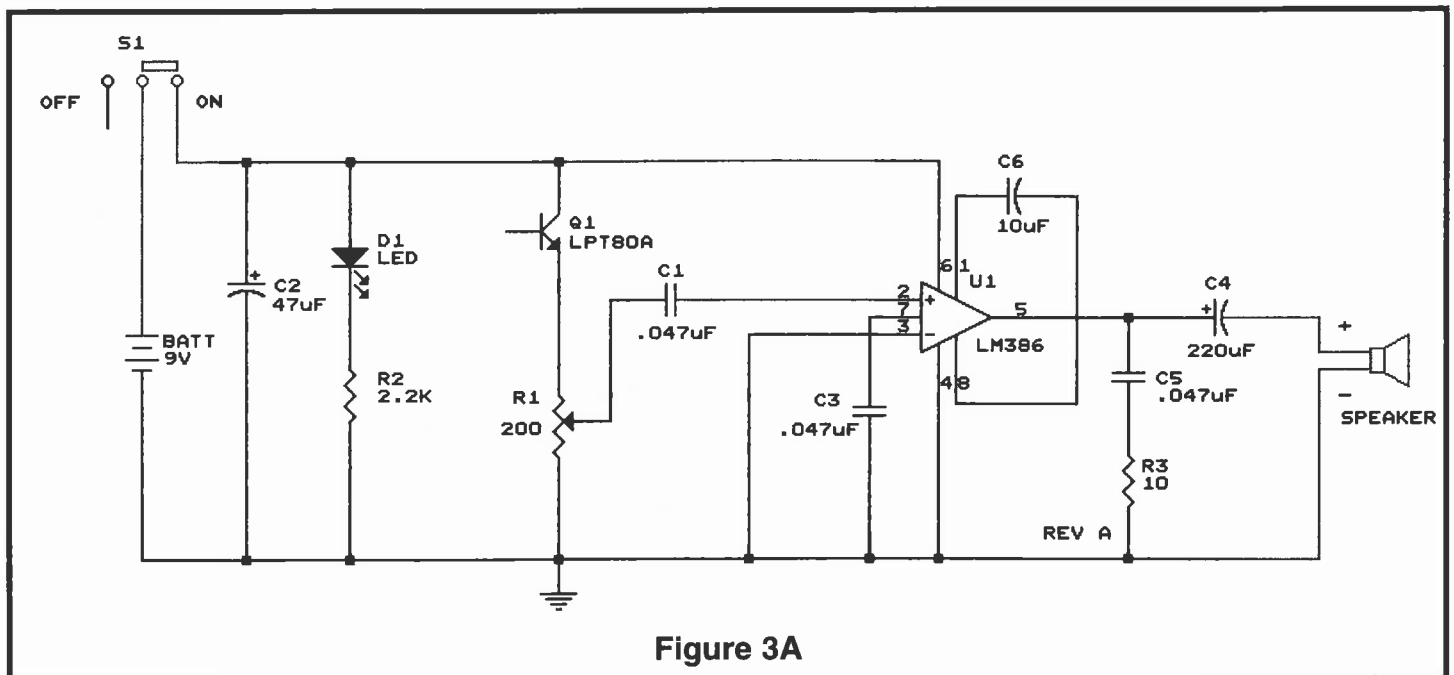 S1
OFF
ON
BATT
9V
+
C2
47uF
D1
LED
R2
2.2K
Q1
LPT80A
R1
200
C1
.047uF
C3
.047uF
2
7
3
+
-
6 1
U1
LM386
4 8
5
C6
10uF
+
C4
220uF
C5
.047uF
R3
10
REV A
+
-
SPEAKER
Figure 3A